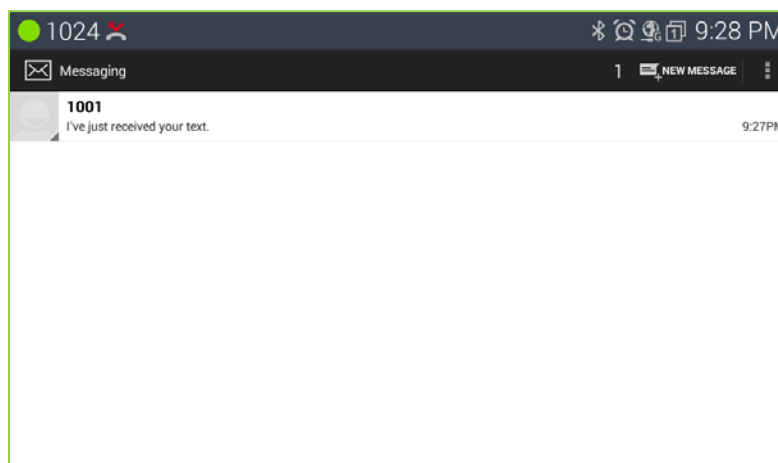 1024 9:28 PM
Messaging 1 NEW MESSAGE
1001
I've just received your text. 9:27PM